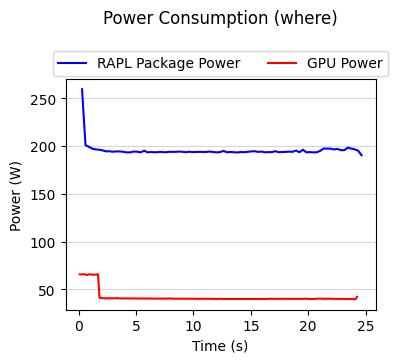 Power Consumption (where)
RAPL Package Power GPU Power
250
200
150
100
50
Power (W)
0 5 10 15 20 25
Time (s)